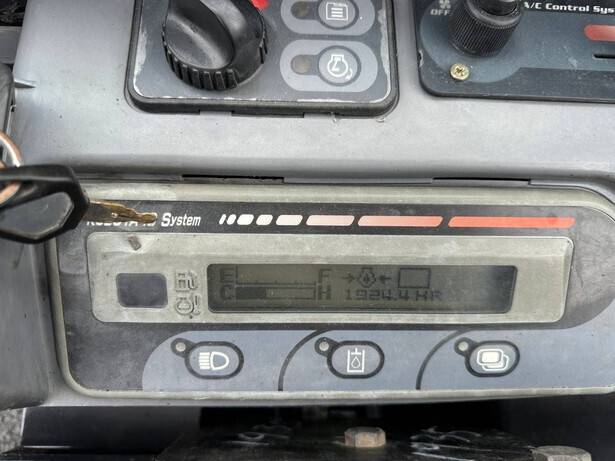 OFF
A/C Control Sys
System
E F
C H 1924.4 HR